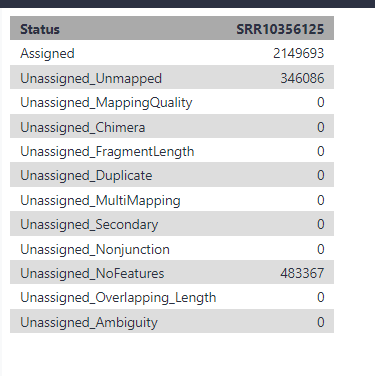 Status SRR10356125
Assigned 2149693
Unassigned_Unmapped 346086
Unassigned_MappingQuality 0
Unassigned_Chimera 0
Unassigned_FragmentLength 0
Unassigned_Duplicate 0
Unassigned_MultiMapping 0
Unassigned_Secondary 0
Unassigned_Nonjunction 0
Unassigned_NoFeatures 483367
Unassigned_Overlapping_Length 0
Unassigned_Ambiguity 0